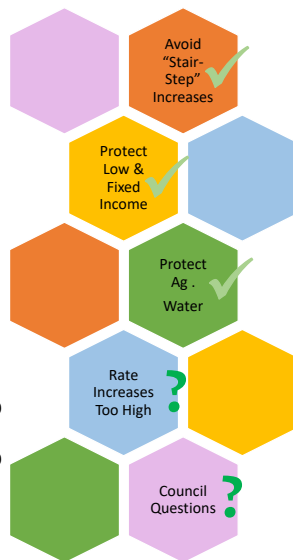 Avoid
“Stair-
Step”
Increases
Protect
Low &
Fixed
Income
Protect
Ag .
Water
Rate
Increases
Too High
?
Council
Questions
?